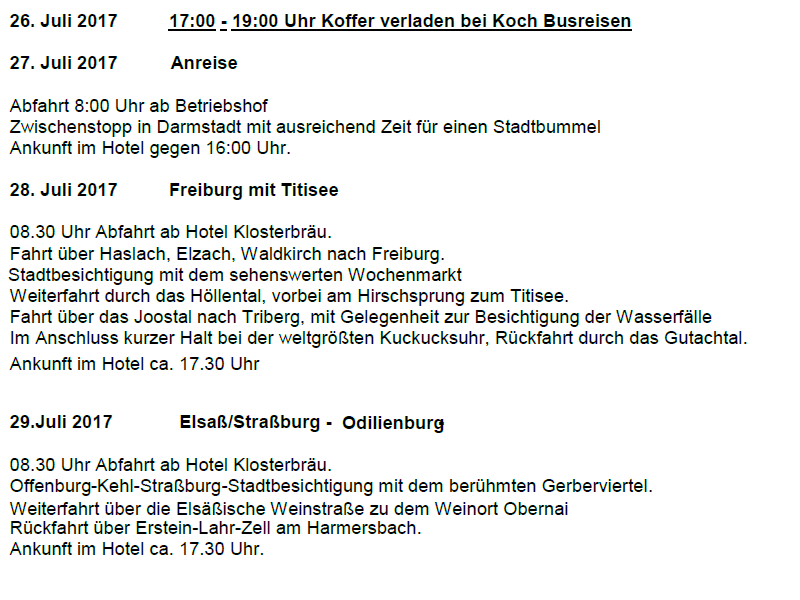 26. Juli 2017 17:00 - 19:00 Uhr Koffer verladen bei Koch Busreisen
27. Juli 2017 Anreise
Abfahrt 8:00 Uhr ab Betriebshof
Zwischenstopp in Darmstadt mit ausreichend Zeit für einen Stadtbummel
Ankunft im Hotel gegen 16:00 Uhr.
28. Juli 2017 Freiburg mit Titisee
08.30 Uhr Abfahrt ab Hotel Klosterbräu.
Fahrt über Haslach, Elzach, Waldkirch nach Freiburg.
Stadtbesichtigung mit dem sehenswerten Wochenmarkt
Weiterfahrt durch das Höllental, vorbei am Hirschsprung zum Titisee.
Fahrt über das Joostal nach Triberg, mit Gelegenheit zur Besichtigung der Wasserfälle
Im Anschluss kurzer Halt bei der weltgrößten Kuckucksuhr, Rückfahrt durch das Gutachtal.
Ankunft im Hotel ca. 17.30 Uhr
29.Juli 2017 Elsaß/Straßburg - Odilienburg
08.30 Uhr Abfahrt ab Hotel Klosterbräu.
Offenburg-Kehl-Straßburg-Stadtbesichtigung mit dem berühmten Gerberviertel.
Weiterfahrt über die Elsäßische Weinstraße zu dem Weinort Obernai
Rückfahrt über Erstein-Lahr-Zell am Harmersbach.
Ankunft im Hotel ca. 17.30 Uhr.